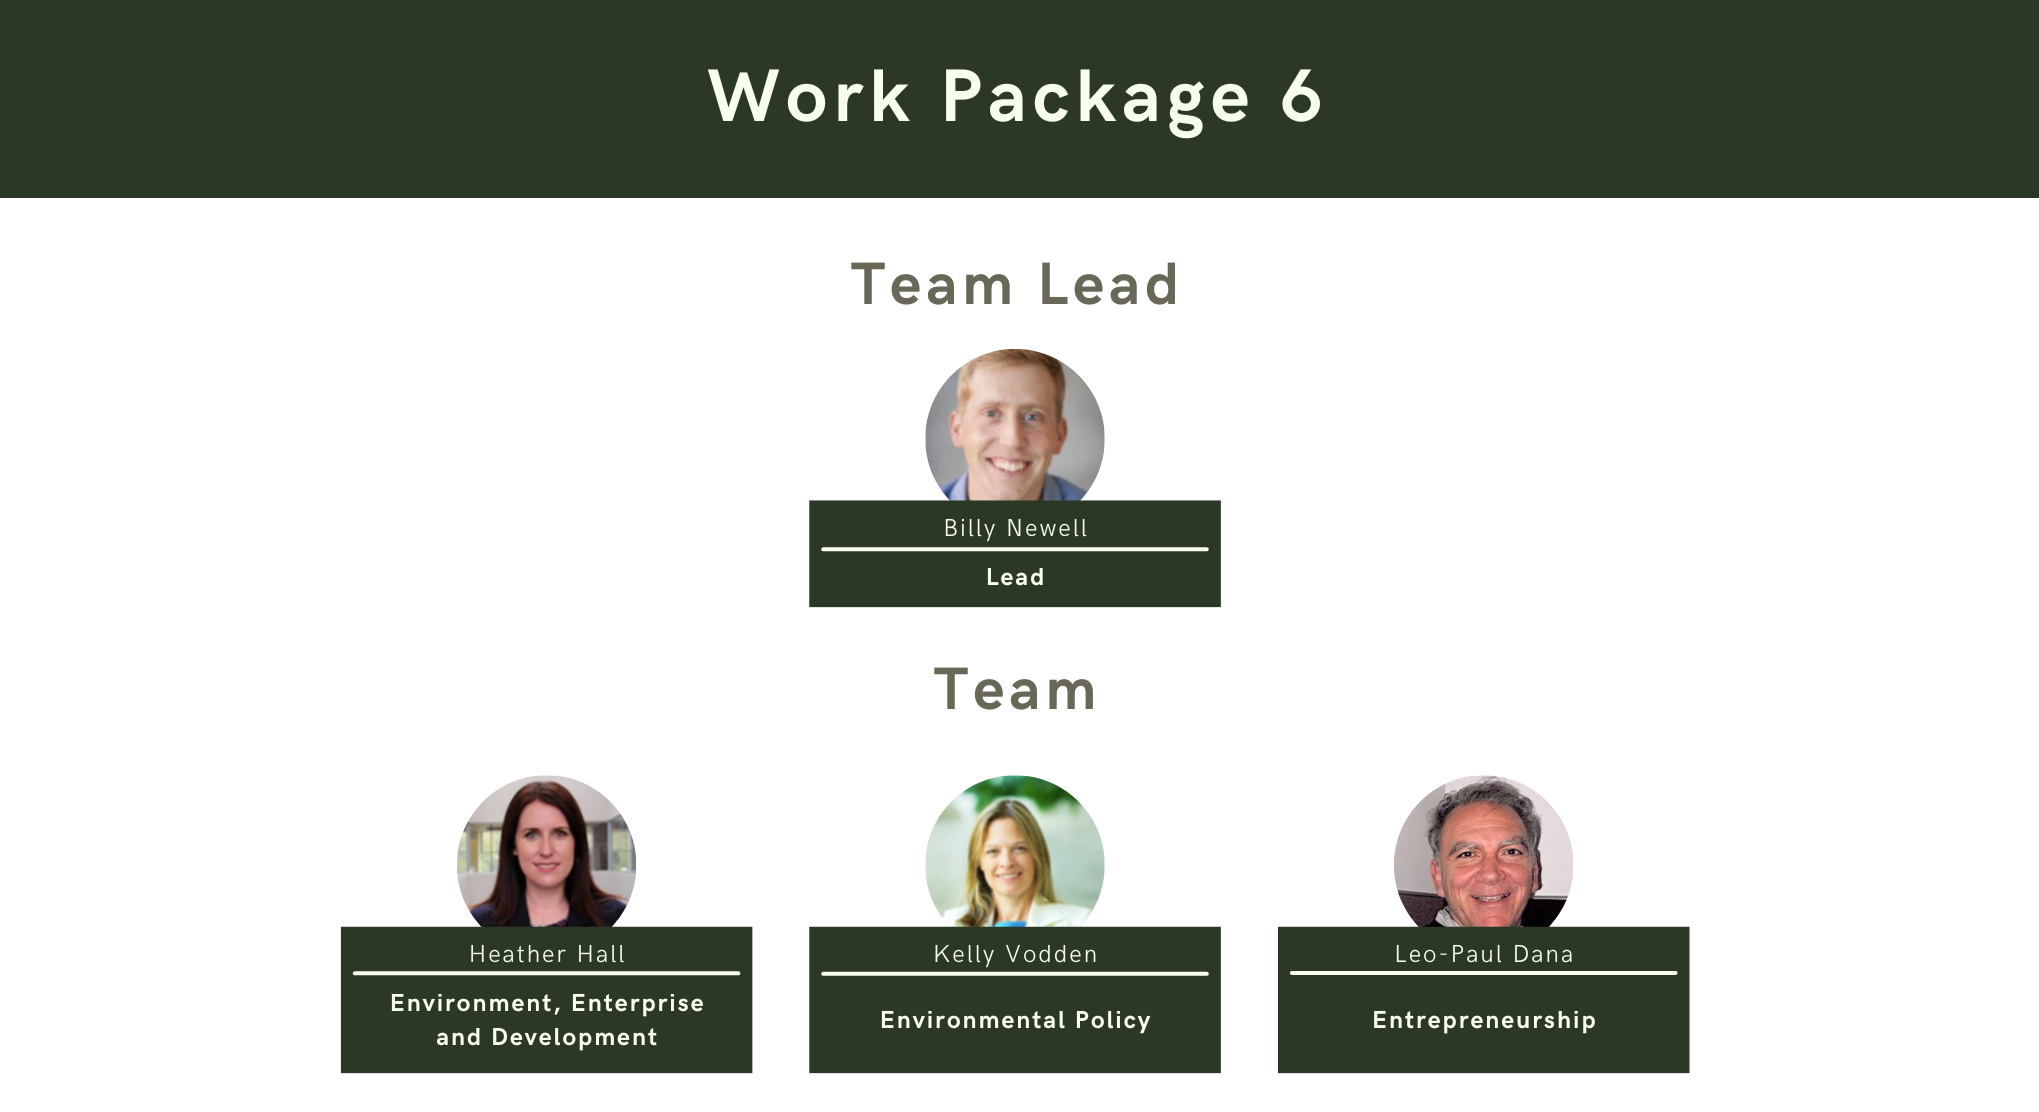 Work Package 6
Team Lead
Billy Newell
Lead
Team
Heather Hall
Environment, Enterprise
and Development
Kelly Vodden
Environmental Policy
Leo-Paul Dana
Entrepreneurship